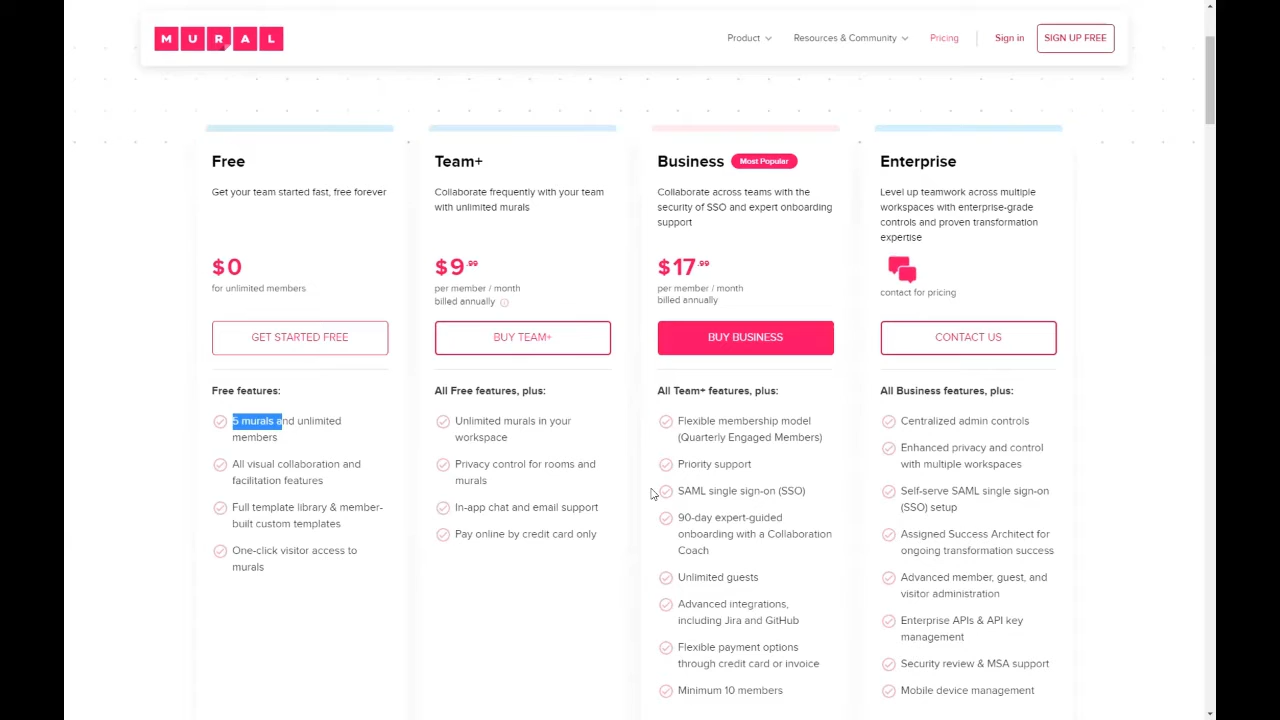 MURAL
Product
Resources & Community
Pricing
Sign in
SIGN UP FREE
Free
Get your team started fast, free forever
$0
for unlimited members
GET STARTED FREE
Free features:
5 murals and unlimited
members
All visual collaboration and
facilitation features
Full template library & member-
built custom templates
One-click visitor access to
murals
Team+
Collaborate frequently with your team
with unlimited murals
$9.99
per member / month
billed annually
BUY TEAM+
All Free features, plus:
Unlimited murals in your
workspace
Privacy control for rooms and
murals
In-app chat and email support
Pay online by credit card only
Business
Most Popular
Collaborate across teams with the
security of SSO and expert onboarding
support
$17.99
per member / month
billed annually
BUY BUSINESS
All Team+ features, plus:
Flexible membership model
(Quarterly Engaged Members)
Priority support
SAML single sign-on (SSO)
90-day expert-guided
onboarding with a Collaboration
Coach
Unlimited guests
Advanced integrations,
including Jira and GitHub
Flexible payment options
through credit card or invoice
Minimum 10 members
Enterprise
Level up teamwork across multiple
workspaces with enterprise-grade
controls and proven transformation
expertise
contact for pricing
CONTACT US
All Business features, plus:
Centralized admin controls
Enhanced privacy and control
with multiple workspaces
Self-serve SAML single sign-on
(SSO) setup
Assigned Success Architect for
ongoing transformation success
Advanced member, guest, and
visitor administration
Enterprise APIs & API key
management
Security review & MSA support
Mobile device management